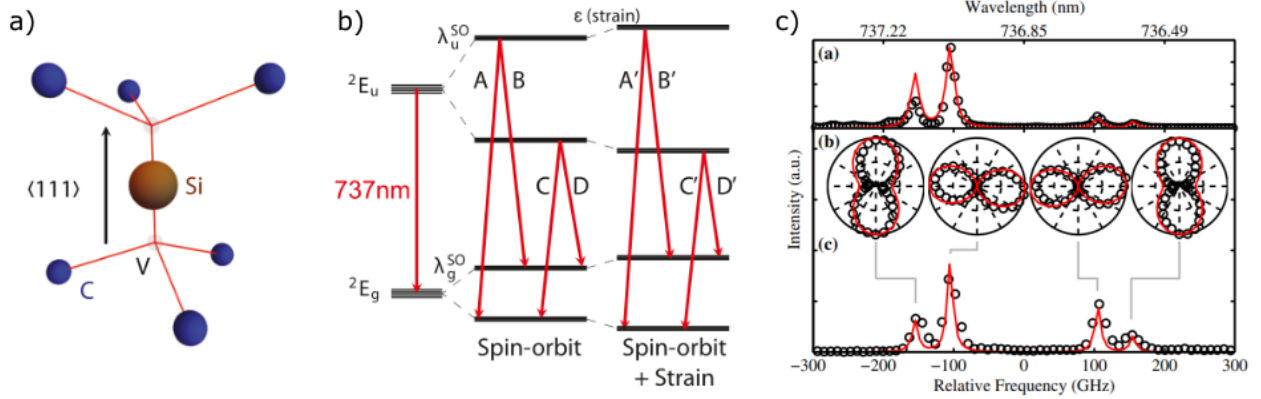 a)
⟨111⟩
Si
V
C
b)
ε (strain)
λᵤˢᴼ
²Eᵤ
A
B
A′
B′
737nm
C
D
C′
D′
λgˢᴼ
²Eg
Spin-orbit
Spin-orbit
+ Strain
c)
Wavelength (nm)
737.22
736.85
736.49
(a)
(b)
(c)
Intensity (a.u.)
−300
−200
−100
0
100
200
300
Relative Frequency (GHz)